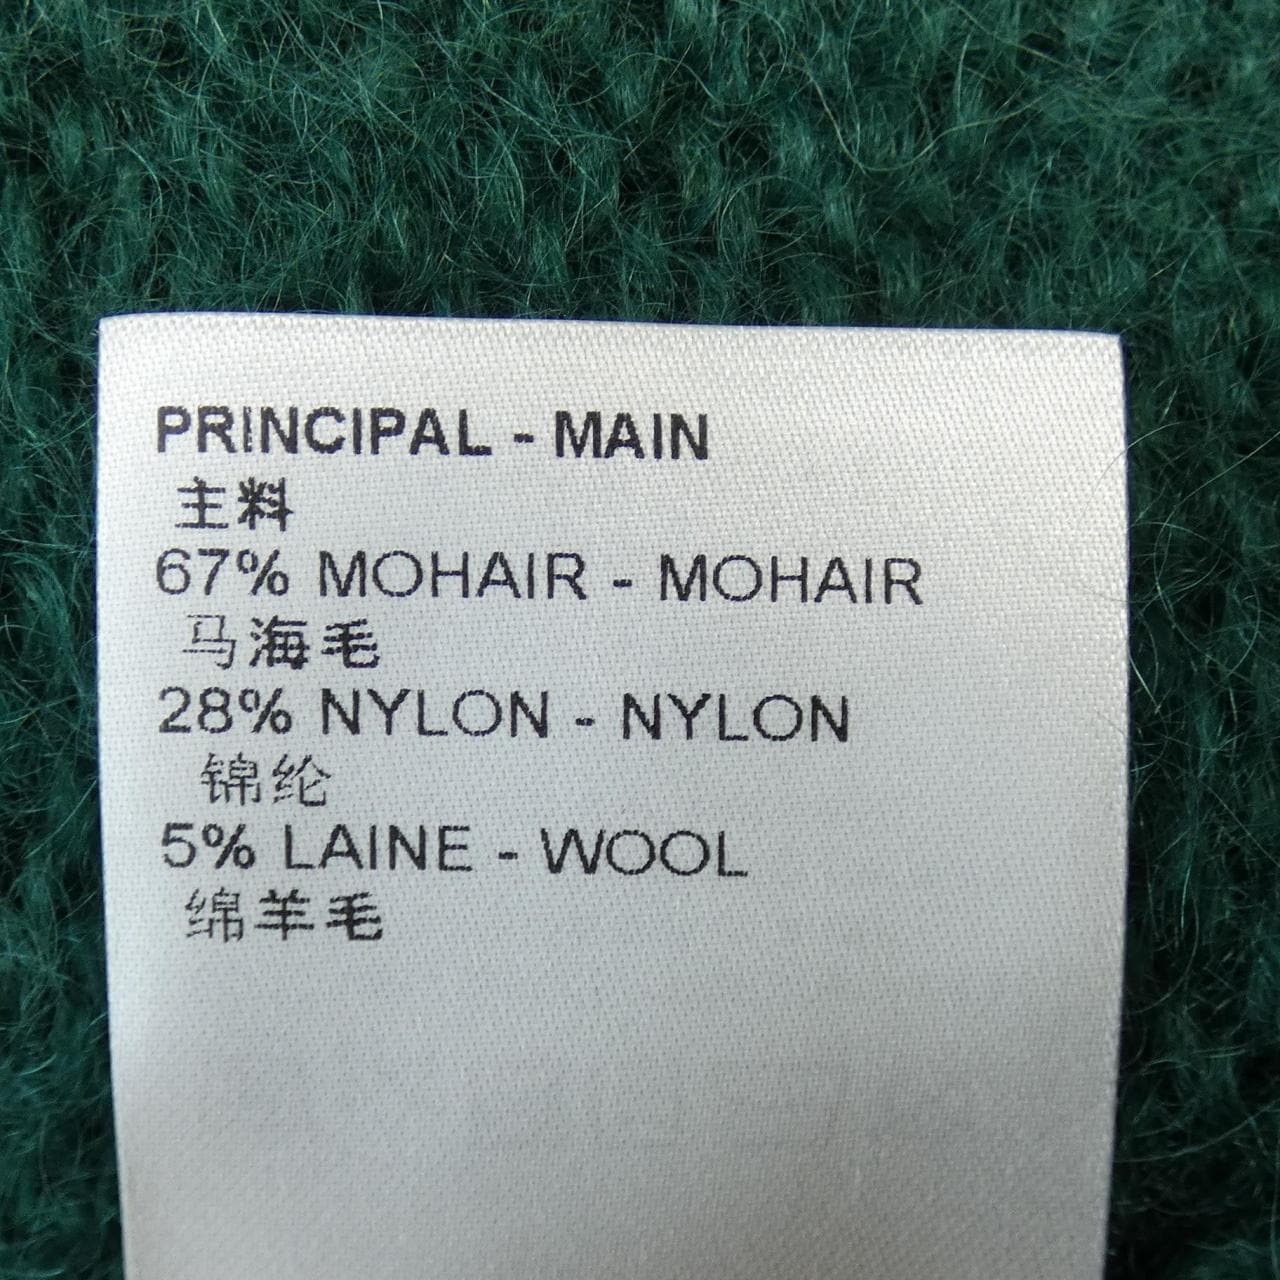 PRINCIPAL - MAIN
主料
67% MOHAIR - MOHAIR
马海毛
28% NYLON - NYLON
锦纶
5% LAINE - WOOL
绵羊毛